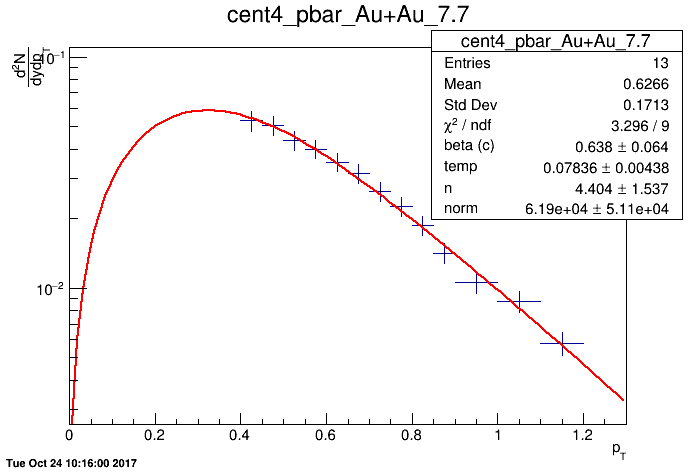 cent4_pbar_Au+Au_7.7
cent4_pbar_Au+Au_7.7
Entries 13
Mean 0.6266
Std Dev 0.1713
χ² / ndf 3.296 / 9
beta (c) 0.638 ± 0.064
temp 0.07836 ± 0.00438
n 4.404 ± 1.537
norm 6.19e+04 ± 5.11e+04
d²N
dydp_T
10⁻¹
10⁻²
0 0.2 0.4 0.6 0.8 1 1.2
p_T
Tue Oct 24 10:16:00 2017